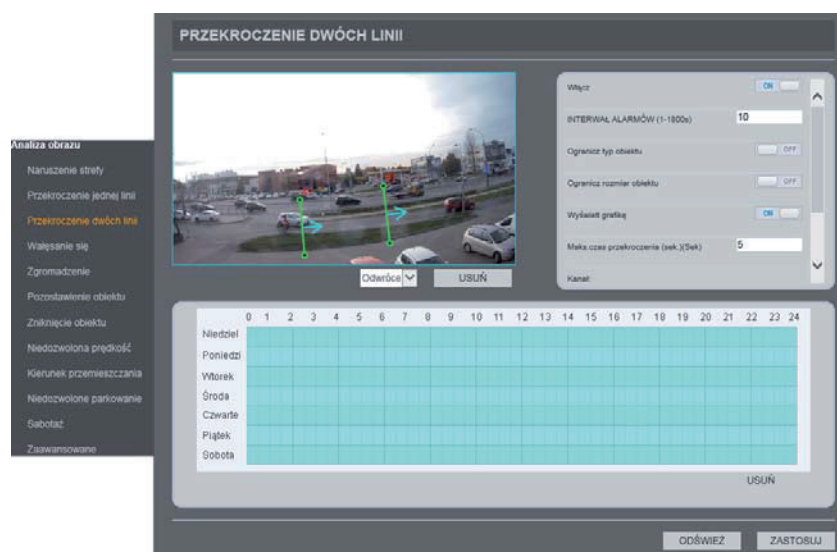 PRZEKROCZENIE DWÓCH LINII
Analiza obrazu
Naruszenie strefy
Przekroczenie jednej linii
Przekroczenie dwóch linii
Wałęsanie się
Zgromadzenie
Pozostawienie obiektu
Zniknięcie obiektu
Niedozwolona prędkość
Kierunek przemieszczania
Niedozwolone parkowanie
Sabotaż
Zaawansowane
Odwróce
USUŃ
Włącz ON
INTERWAŁ ALARMÓW (1-1800s) 10
Ogranicz typ obiektu OFF
Ogranicz rozmiar obiektu OFF
Wyświetl grafikę ON
Maks czas przekroczenia (sek.)(Sek) 5
Kanał:
0 1 2 3 4 5 6 7 8 9 10 11 12 13 14 15 16 17 18 19 20 21 22 23 24
Niedziel
Poniedzi
Wtorek
Środa
Czwarte
Piątek
Sobota
USUŃ
ODŚWIEŻ
ZASTOSUJ